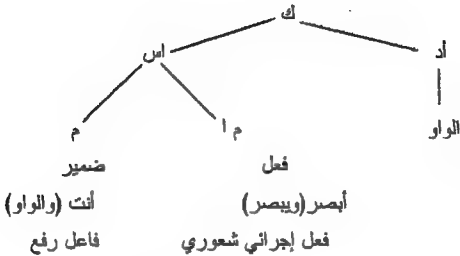 ك
أد اس
الواو م ا م
فعل ضمير
أبصر(ويبصر) أنت (والواو)
فعل إجرائي شعوري فاعل رفع